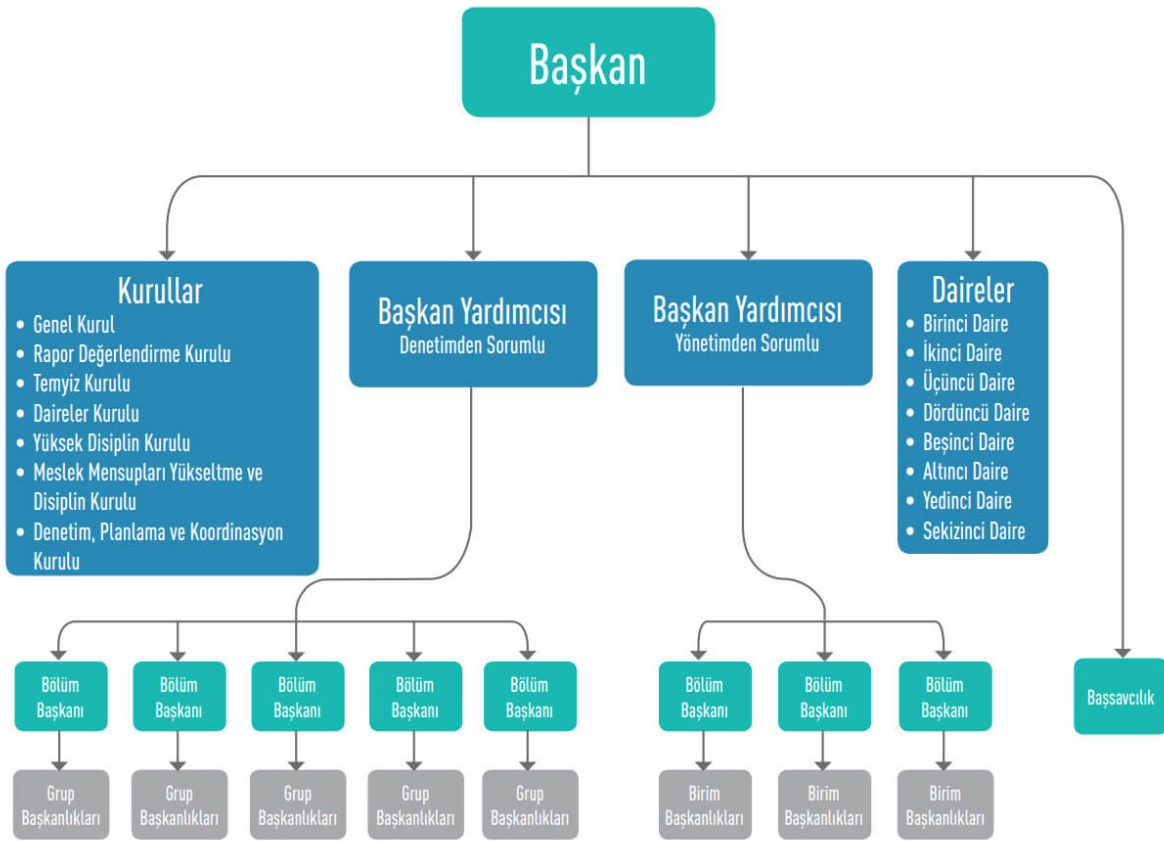 Başkan
Kurullar
• Genel Kurul
• Rapor Değerlendirme Kurulu
• Temyiz Kurulu
• Daireler Kurulu
• Yüksek Disiplin Kurulu
• Meslek Mensupları Yükseltme ve
Disiplin Kurulu
• Denetim, Planlama ve Koordinasyon
Kurulu
Başkan Yardımcısı
Denetimden Sorumlu
Başkan Yardımcısı
Yönetimden Sorumlu
Daireler
• Birinci Daire
• İkinci Daire
• Üçüncü Daire
• Dördüncü Daire
• Beşinci Daire
• Altıncı Daire
• Yedinci Daire
• Sekizinci Daire
Bölüm
Başkanı
Bölüm
Başkanı
Bölüm
Başkanı
Bölüm
Başkanı
Bölüm
Başkanı
Bölüm
Başkanı
Bölüm
Başkanı
Bölüm
Başkanı
Başsavcılık
Grup
Başkanlıkları
Grup
Başkanlıkları
Grup
Başkanlıkları
Grup
Başkanlıkları
Grup
Başkanlıkları
Birim
Başkanlıkları
Birim
Başkanlıkları
Birim
Başkanlıkları